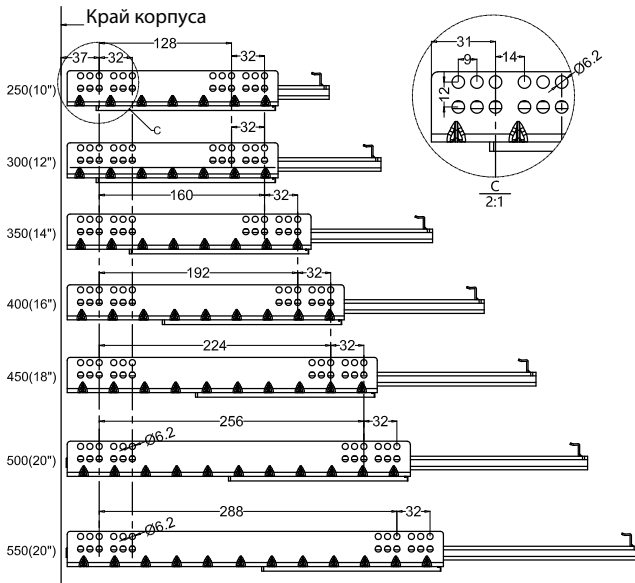 Край корпуса
128
37 32 32
250(10")
C
32
300(12")
160 32
350(14")
192 32
400(16")
224 32
450(18")
256 32
Ø6.2
500(20")
288 32
Ø6.2
550(20")
31
9 14
Ø6.2
12
C
2:1